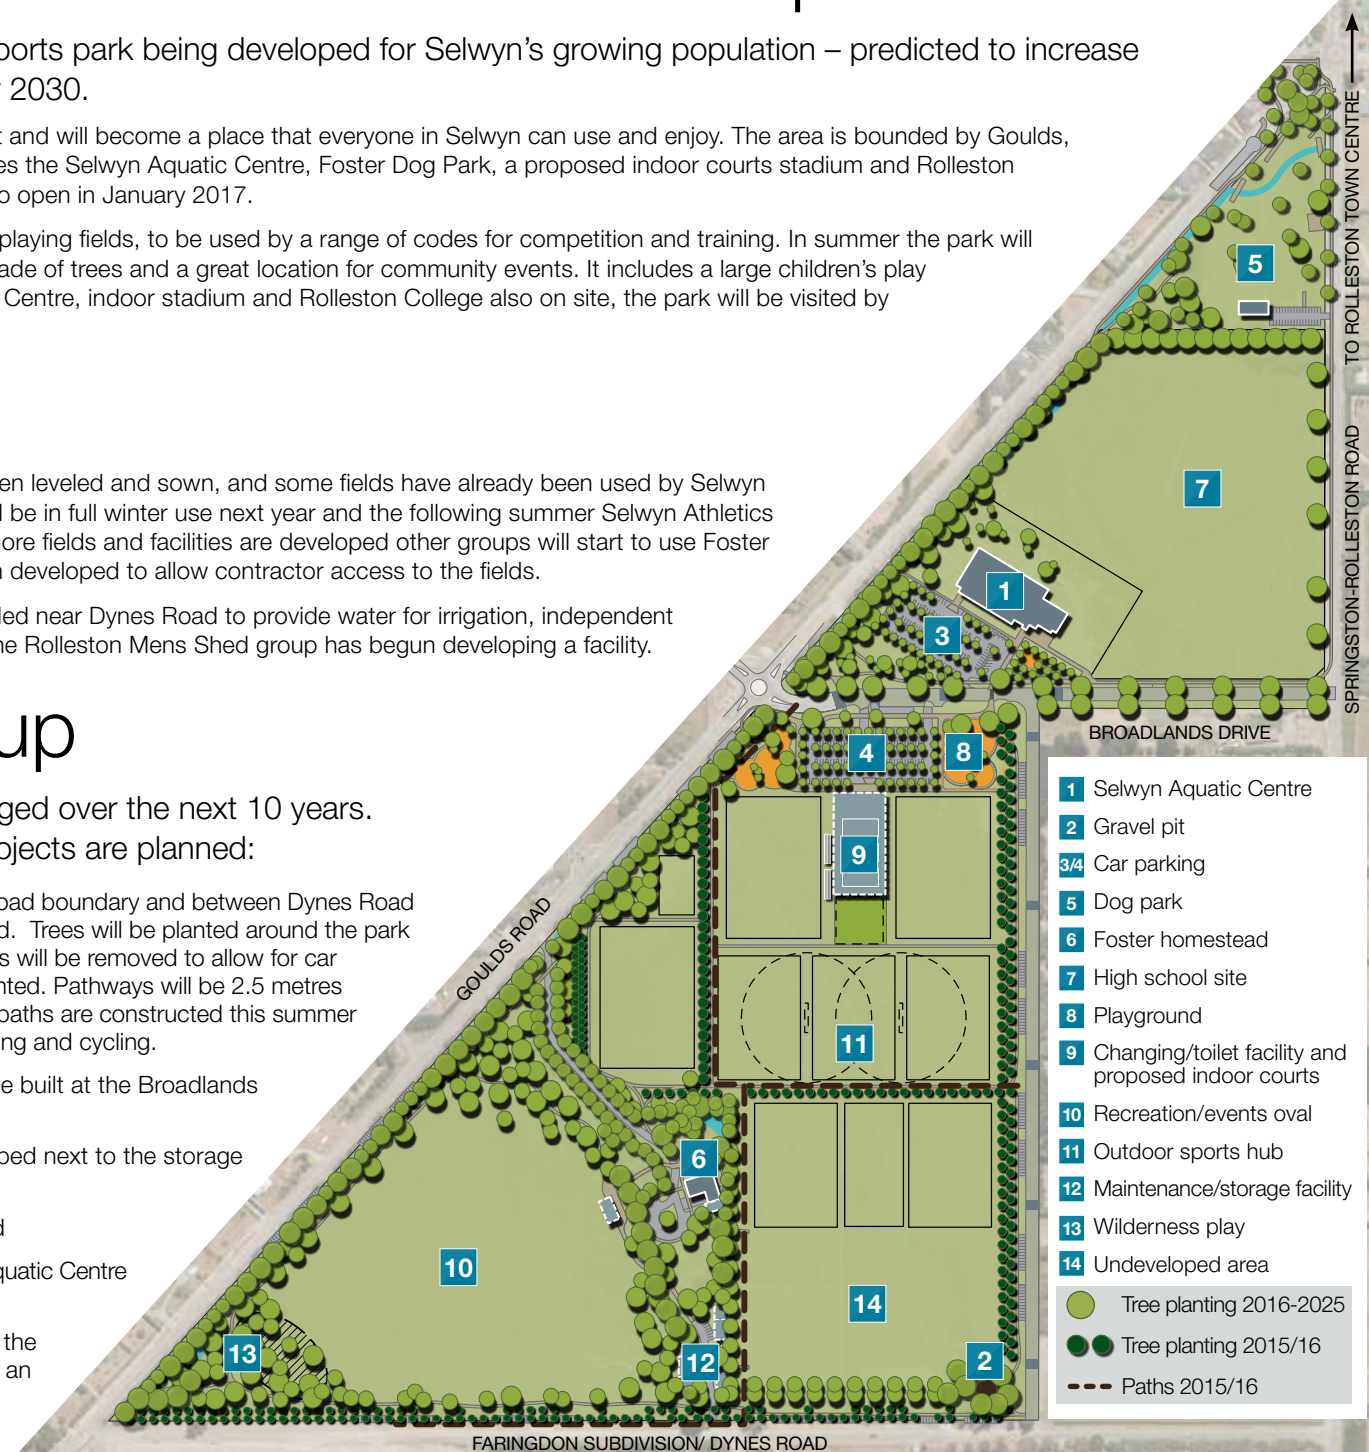 ports park being developed for Selwyn's growing population – predicted to increase
2030.
and will become a place that everyone in Selwyn can use and enjoy. The area is bounded by Goulds,
es the Selwyn Aquatic Centre, Foster Dog Park, a proposed indoor courts stadium and Rolleston
o open in January 2017.
playing fields, to be used by a range of codes for competition and training. In summer the park will
ade of trees and a great location for community events. It includes a large children's play
Centre, indoor stadium and Rolleston College also on site, the park will be visited by
en leveled and sown, and some fields have already been used by Selwyn
l be in full winter use next year and the following summer Selwyn Athletics
nore fields and facilities are developed other groups will start to use Foster
n developed to allow contractor access to the fields.
led near Dynes Road to provide water for irrigation, independent
ne Rolleston Mens Shed group has begun developing a facility.
up
ged over the next 10 years.
ojects are planned:
oad boundary and between Dynes Road
d. Trees will be planted around the park
s will be removed to allow for car
nted. Pathways will be 2.5 metres
paths are constructed this summer
ing and cycling.
e built at the Broadlands
ped next to the storage
d
quatic Centre
the
an
TO ROLLESTON TOWN CENTRE
SPRINGSTON-ROLLESTON ROAD
BROADLANDS DRIVE
GOULDS ROAD
FARINGDON SUBDIVISION/ DYNES ROAD
5
7
1
3
4
8
9
11
6
10
14
13
12
2
1 Selwyn Aquatic Centre
2 Gravel pit
3/4 Car parking
5 Dog park
6 Foster homestead
7 High school site
8 Playground
9 Changing/toilet facility and
proposed indoor courts
10 Recreation/events oval
11 Outdoor sports hub
12 Maintenance/storage facility
13 Wilderness play
14 Undeveloped area
Tree planting 2016-2025
Tree planting 2015/16
Paths 2015/16